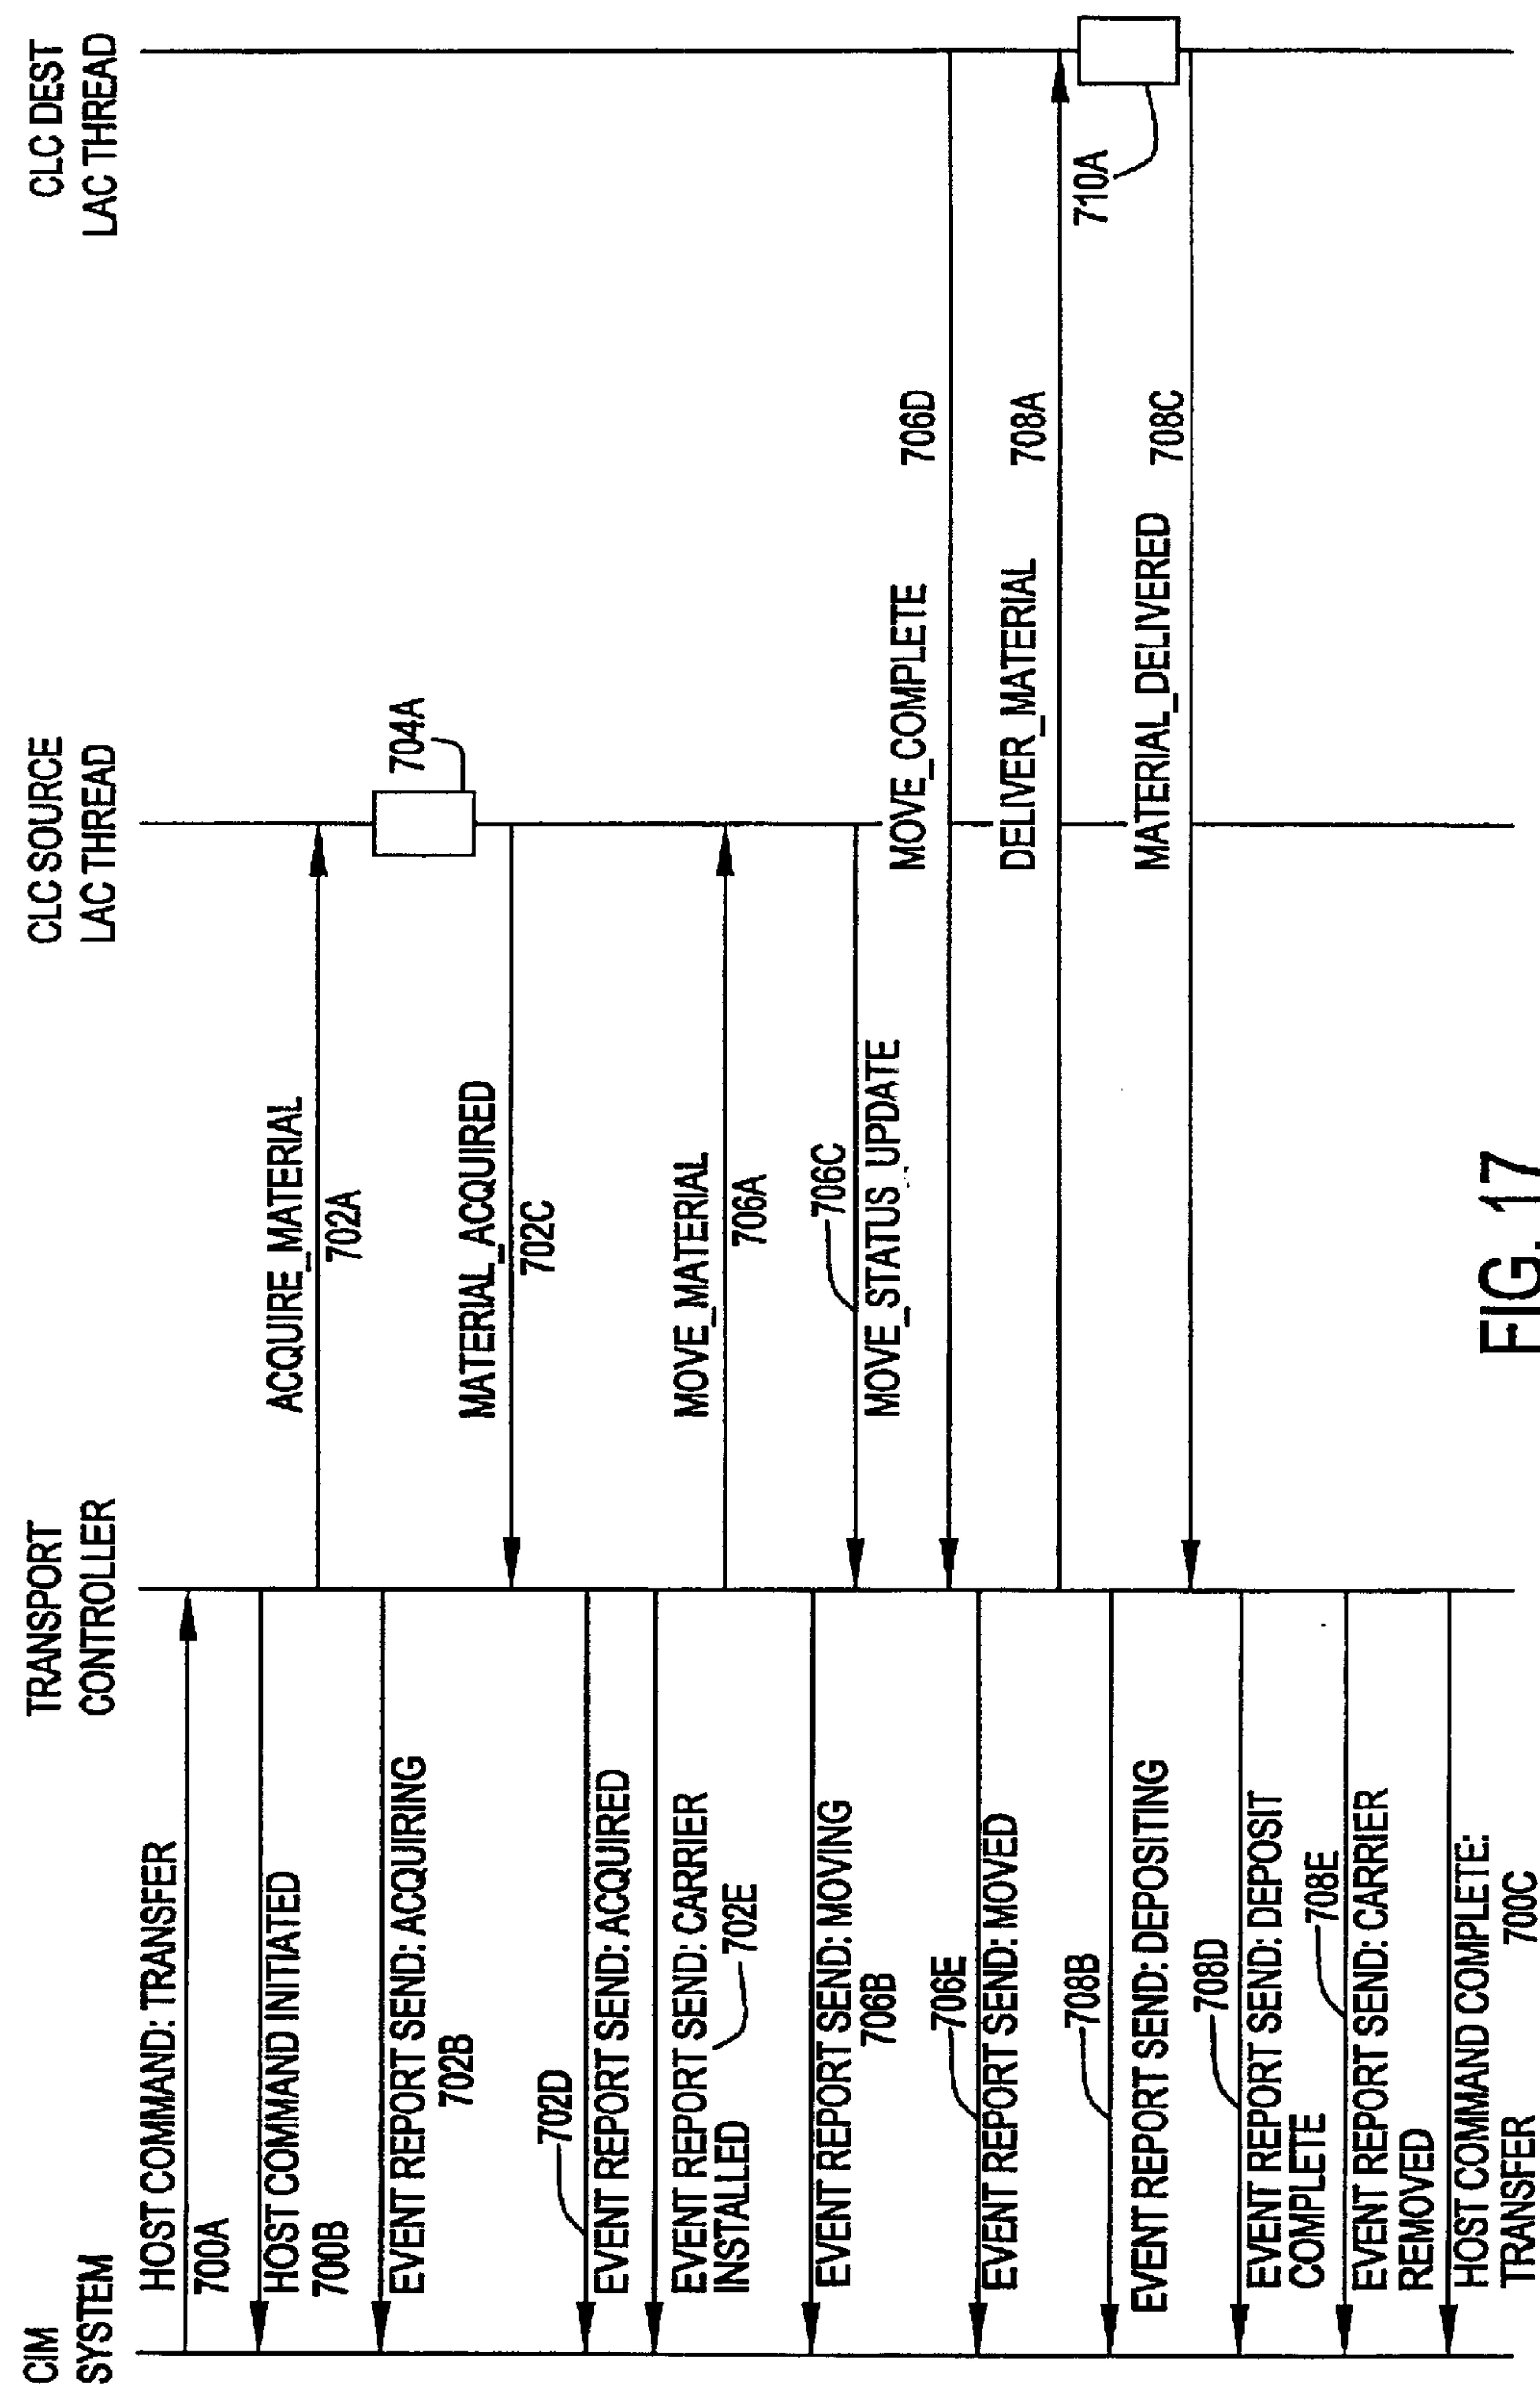 CIM
SYSTEM
TRANSPORT
CONTROLLER
CLC SOURCE
LAC THREAD
CLC DEST
LAC THREAD
HOST COMMAND: TRANSFER
700A
HOST COMMAND INITIATED
700B
ACQUIRE_MATERIAL
702A
EVENT REPORT SEND: ACQUIRING
702B
704A
MATERIAL_ACQUIRED
702C
702D
EVENT REPORT SEND: ACQUIRED
EVENT REPORT SEND: CARRIER
INSTALLED
702E
MOVE_MATERIAL
706A
EVENT REPORT SEND: MOVING
706B
706C
MOVE_STATUS_UPDATE
MOVE_COMPLETE
706D
706E
EVENT REPORT SEND: MOVED
DELIVER_MATERIAL
708A
708B
EVENT REPORT SEND: DEPOSITING
710A
MATERIAL_DELIVERED
708C
708D
EVENT REPORT SEND: DEPOSIT
COMPLETE
708E
EVENT REPORT SEND: CARRIER
REMOVED
HOST COMMAND COMPLETE:
TRANSFER
700C
FIG. 17